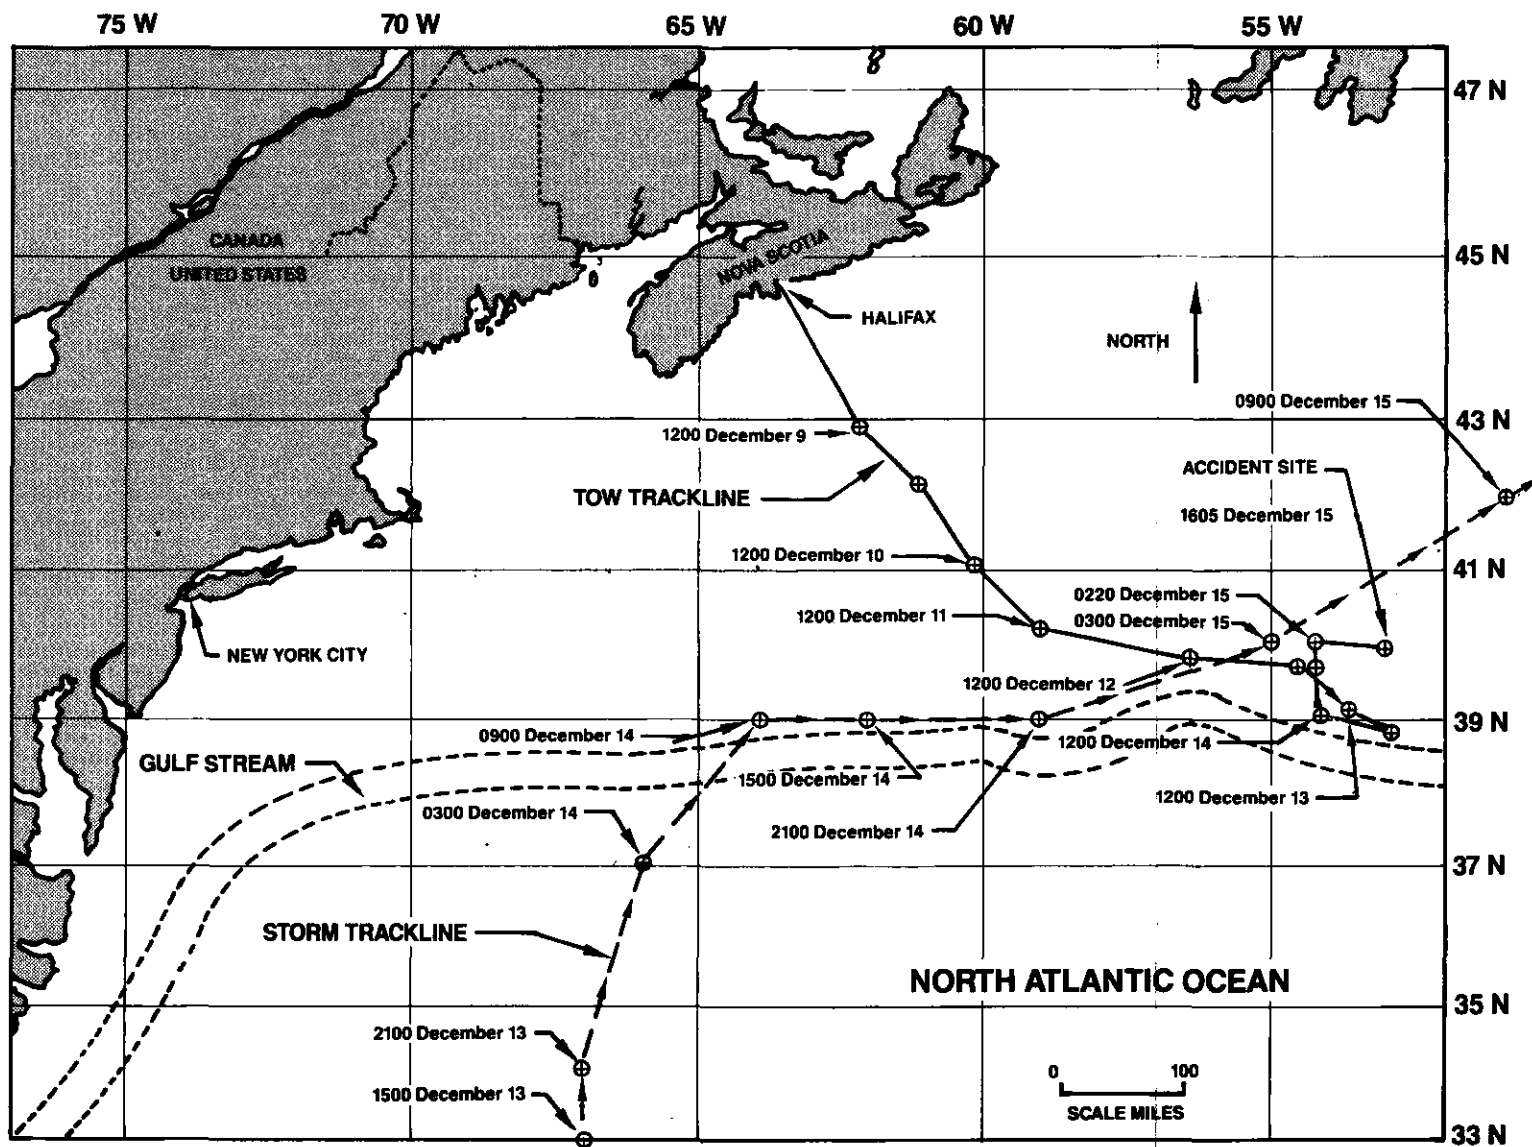 75 W 70 W 65 W 60 W 55 W
47 N
CANADA
UNITED STATES
NOVA SCOTIA
45 N
HALIFAX
NORTH
0900 December 15
43 N
1200 December 9
ACCIDENT SITE
TOW TRACKLINE
1605 December 15
1200 December 10
41 N
0220 December 15
1200 December 11
0300 December 15
NEW YORK CITY
1200 December 12
39 N
0900 December 14
1200 December 14
GULF STREAM
1500 December 14
1200 December 13
0300 December 14
2100 December 14
37 N
STORM TRACKLINE
NORTH ATLANTIC OCEAN
35 N
2100 December 13
0 100
1500 December 13
SCALE MILES
33 N